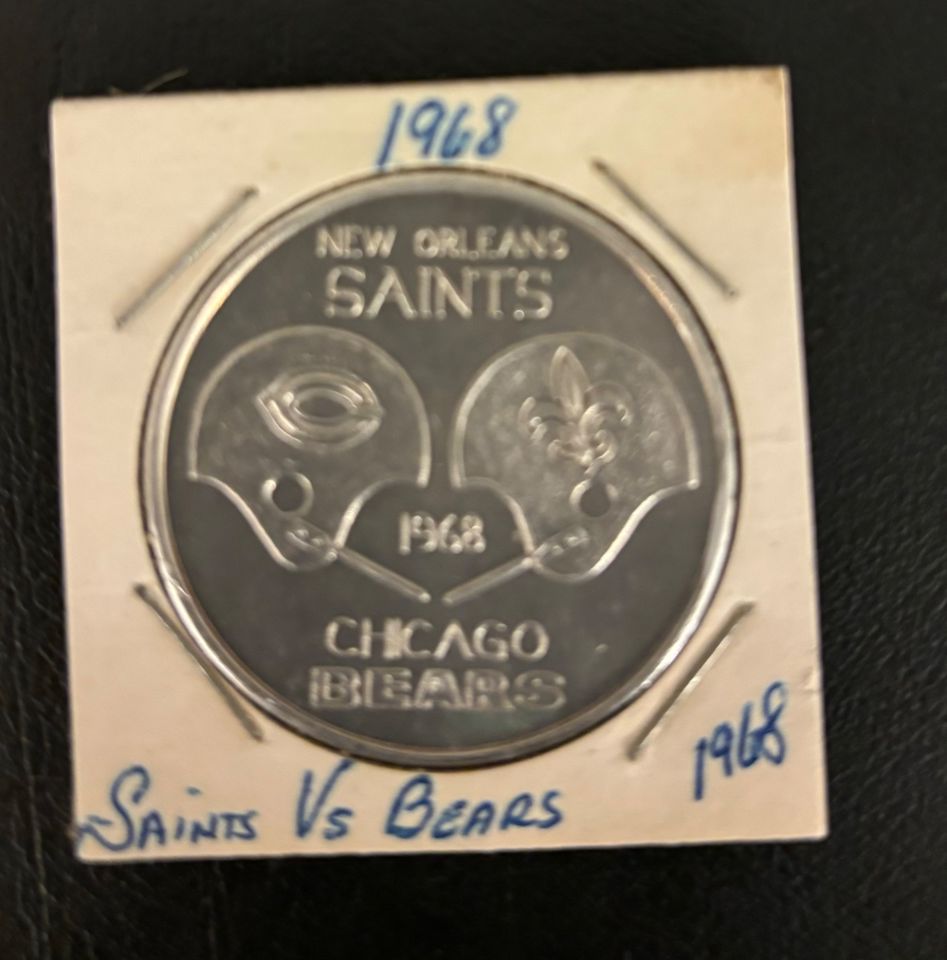 1968
NEW ORLEANS
SAINTS
1968
CHICAGO
BEARS
1968
SAINTS VS BEARS